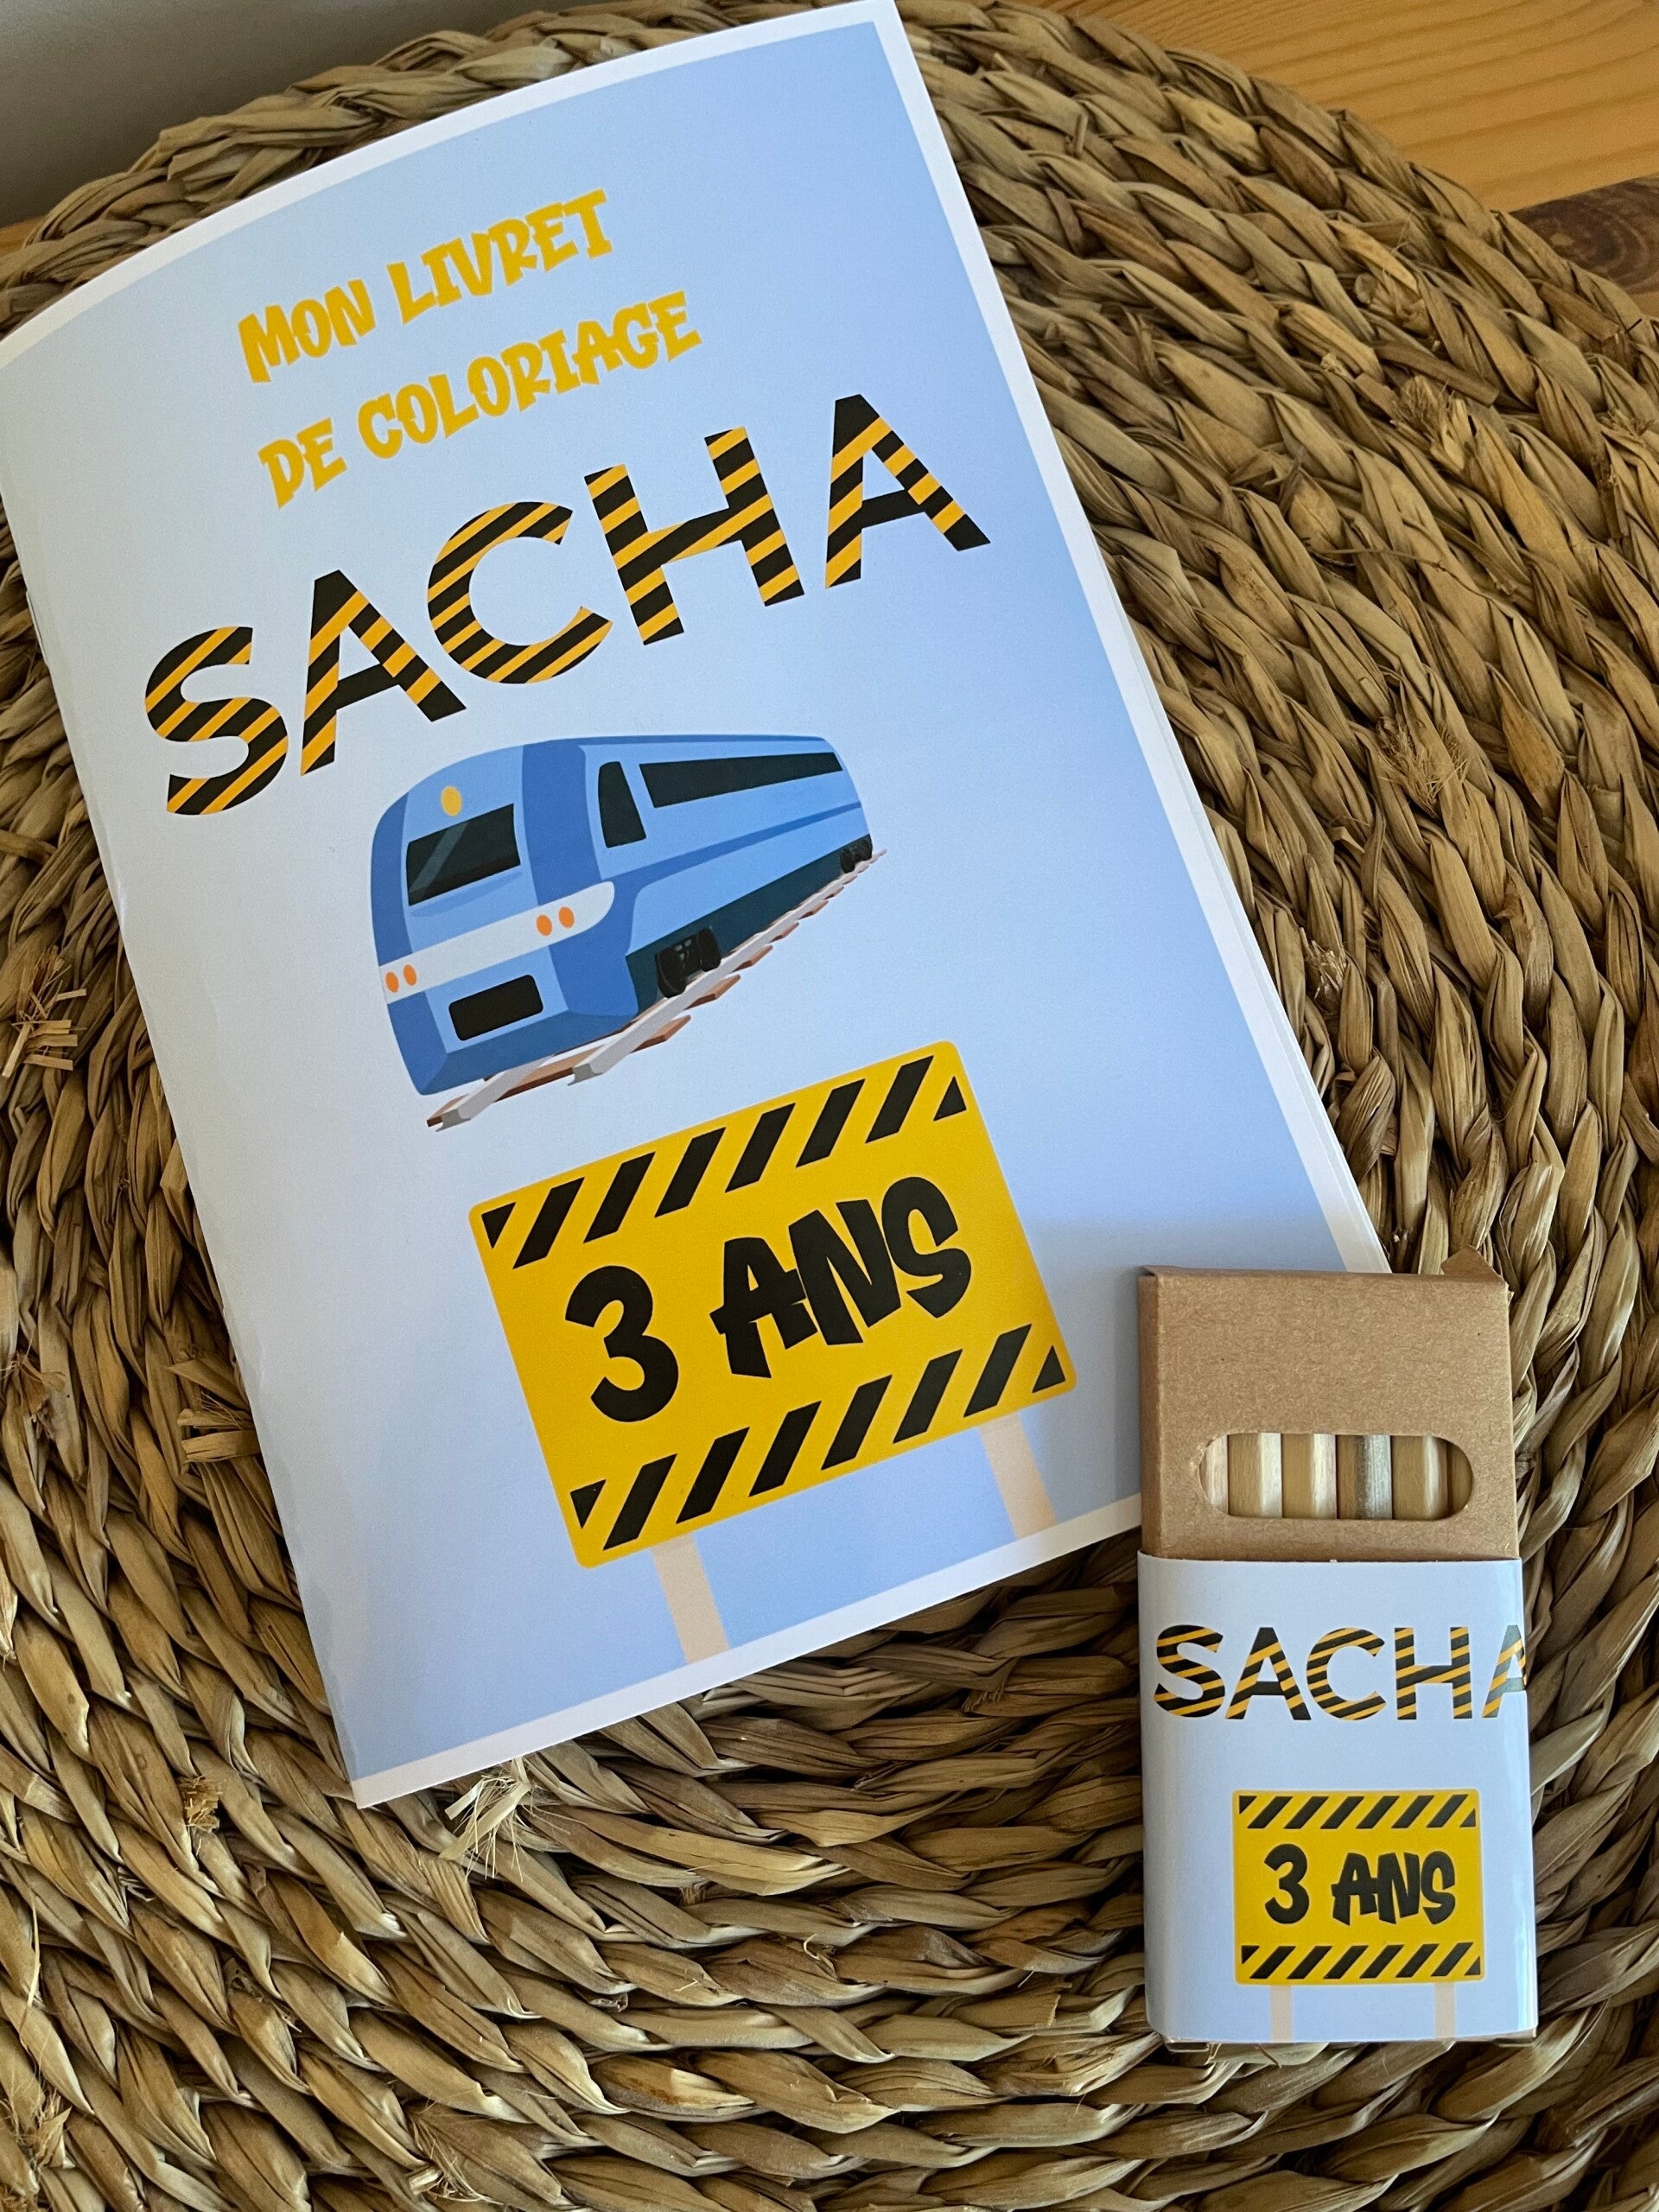 MON LIVRET
DE COLORIAGE
SACHA
3 ANS
SACHA
3 ANS